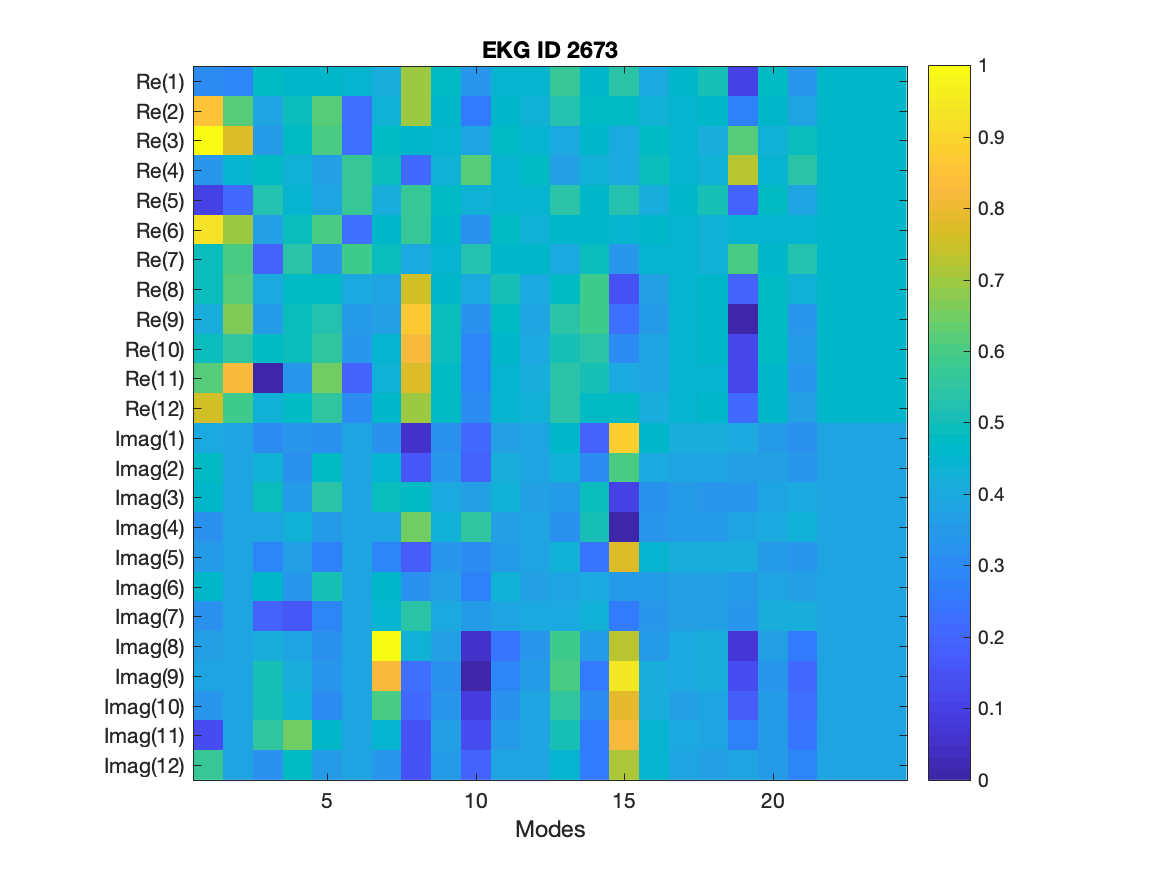 EKG ID 2673
Re(1)
Re(2)
Re(3)
Re(4)
Re(5)
Re(6)
Re(7)
Re(8)
Re(9)
Re(10)
Re(11)
Re(12)
Imag(1)
Imag(2)
Imag(3)
Imag(4)
Imag(5)
Imag(6)
Imag(7)
Imag(8)
Imag(9)
Imag(10)
Imag(11)
Imag(12)
5 10 15 20
Modes
1
0.9
0.8
0.7
0.6
0.5
0.4
0.3
0.2
0.1
0